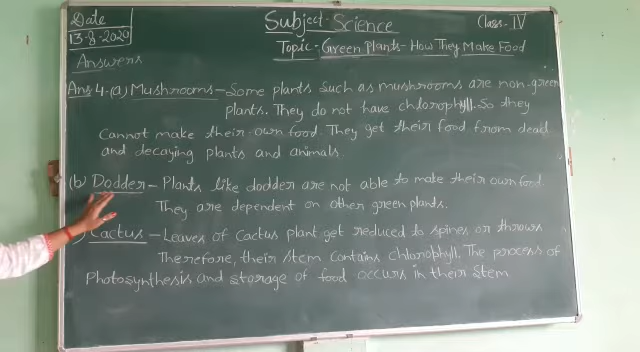 Date
13-8-2020
Subject-Science
Class-IV
Topic-Green Plants-How They Make Food
Answers
Ans 4.(a) Mushrooms - Some plants such as mushrooms are non-green
plants. They do not have chlorophyll. So they
cannot make their own food. They get their food from dead
and decaying plants and animals.
(b) Dodder - Plants like dodder are not able to make their own food.
They are dependent on other green plants.
) Cactus - Leaves of Cactus plant get reduced to spines or
Therefore, their stem contains chlorophyll. The process of
Photosynthesis and storage of food occurs in their stem.